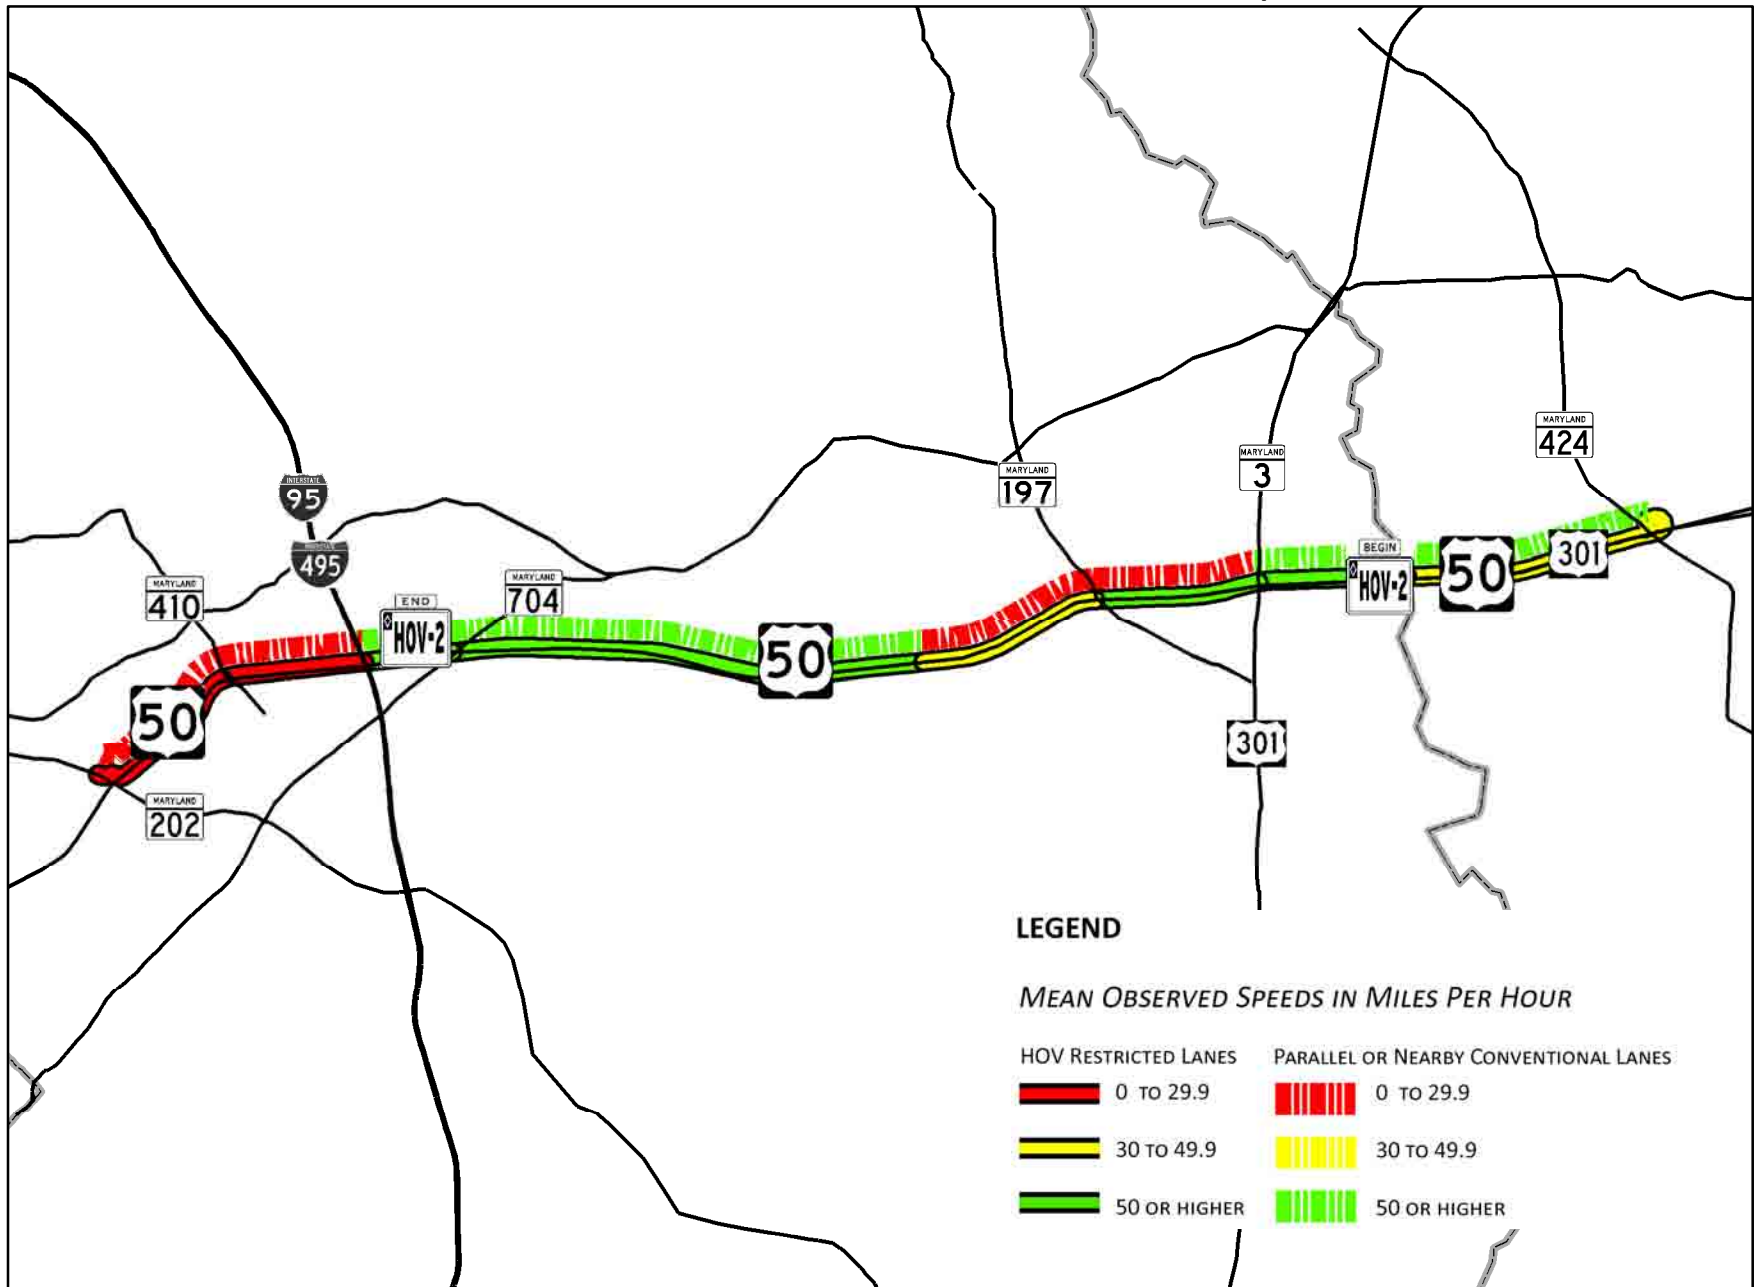 MARYLAND
424
MARYLAND
3
MARYLAND
197
INTERSTATE
95
INTERSTATE
495
MARYLAND
410
MARYLAND
704
END
HOV-2
BEGIN
HOV-2
50
301
50
50
301
MARYLAND
202
LEGEND
MEAN OBSERVED SPEEDS IN MILES PER HOUR
HOV RESTRICTED LANES
PARALLEL OR NEARBY CONVENTIONAL LANES
0 TO 29.9
0 TO 29.9
30 TO 49.9
30 TO 49.9
50 OR HIGHER
50 OR HIGHER